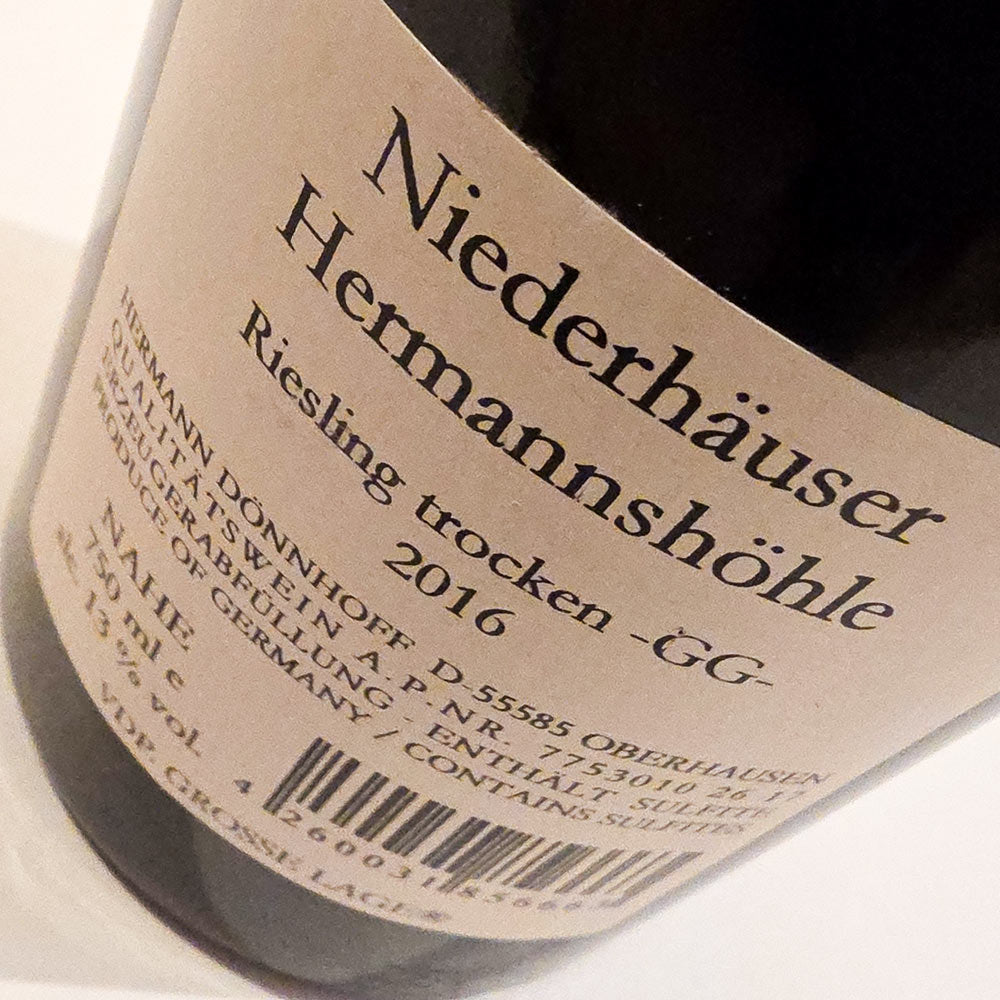 Niederhäuser
Hermannshöhle
Riesling trocken -GG-
2016
HERMANN DÖNNHOFF D-55585 OBERHAUSEN
QUALITÄTSWEIN A.P.NR. 7753010 26 17
ERZEUGERABFÜLLUNG - ENTHÄLT SULFITE
PRODUCE OF GERMANY / CONTAINS SULFITES
NAHE
750 ml e
alc. 13 % vol.
VDP. GROSSE LAGE®